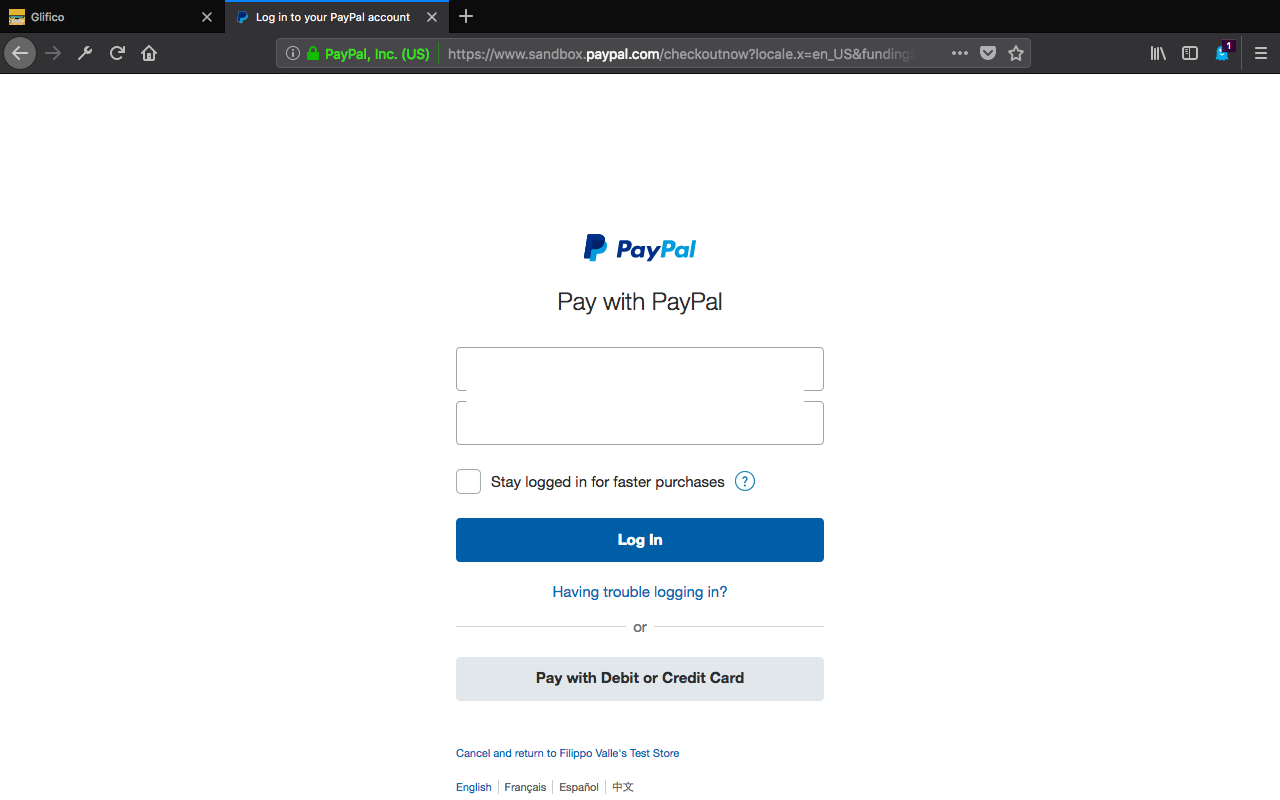 Glifico
Log in to your PayPal account
PayPal, Inc. (US) https://www.sandbox.paypal.com/checkoutnow?locale.x=en_US&funding
1
PayPal
Pay with PayPal
Stay logged in for faster purchases ?
Log In
Having trouble logging in?
or
Pay with Debit or Credit Card
Cancel and return to Filippo Valle's Test Store
English Français Español 中文